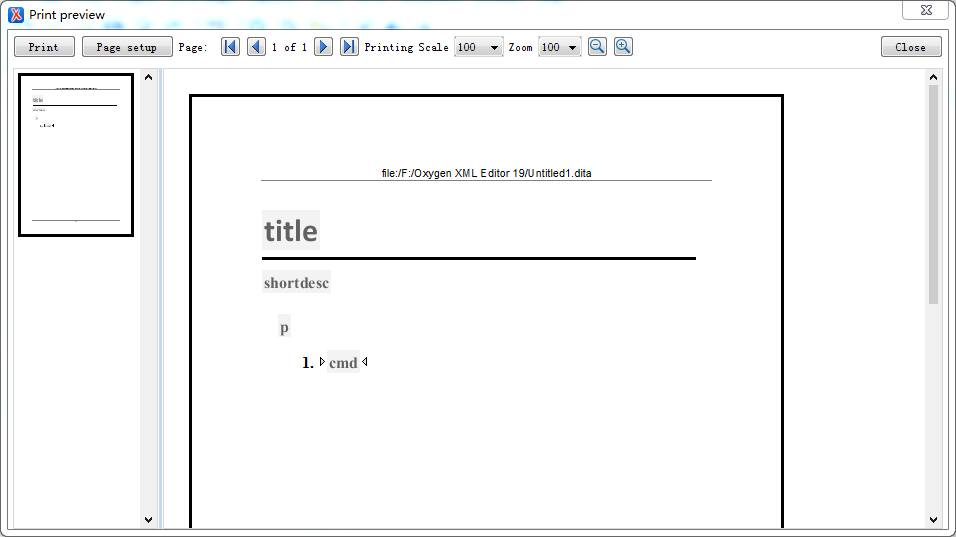 Print preview
Print Page setup Page: 1 of 1 Printing Scale 100 Zoom 100 Close
file:/F:/Oxygen XML Editor 19/Untitled1.dita
title
title
shortdesc
p
1. cmd